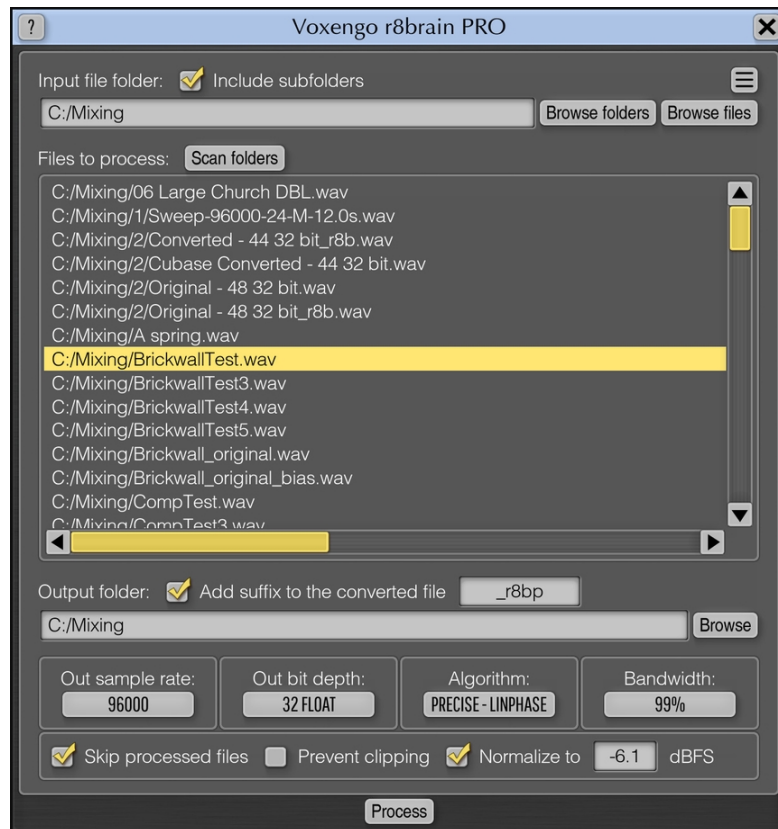 ? Voxengo r8brain PRO
Input file folder: Include subfolders
C:/Mixing Browse folders Browse files
Files to process: Scan folders
C:/Mixing/06 Large Church DBL.wav
C:/Mixing/1/Sweep-96000-24-M-12.0s.wav
C:/Mixing/2/Converted - 44 32 bit_r8b.wav
C:/Mixing/2/Cubase Converted - 44 32 bit.wav
C:/Mixing/2/Original - 48 32 bit.wav
C:/Mixing/2/Original - 48 32 bit_r8b.wav
C:/Mixing/A spring.wav
C:/Mixing/BrickwallTest.wav
C:/Mixing/BrickwallTest3.wav
C:/Mixing/BrickwallTest4.wav
C:/Mixing/BrickwallTest5.wav
C:/Mixing/Brickwall_original.wav
C:/Mixing/Brickwall_original_bias.wav
C:/Mixing/CompTest.wav
C:/Mixing/CompTest3.wav
Output folder: Add suffix to the converted file _r8bp
C:/Mixing Browse
Out sample rate: Out bit depth: Algorithm: Bandwidth:
96000 32 FLOAT PRECISE - LINPHASE 99%
Skip processed files Prevent clipping Normalize to -6.1 dBFS
Process